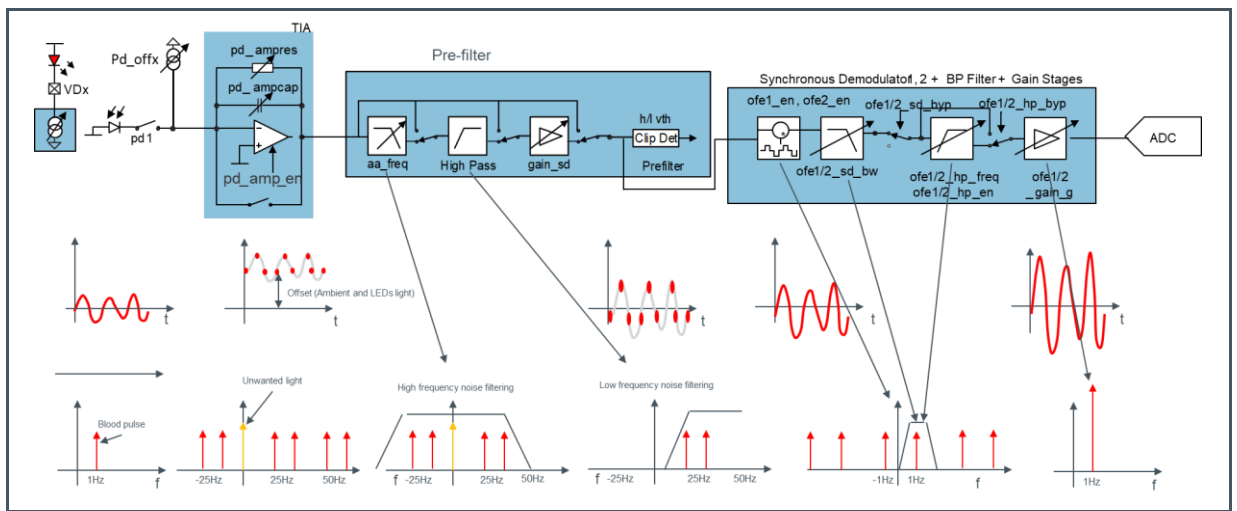 TIA
Pd_offx
pd_ampres
pd_ampcap
VDx
pd1
pd_amp_en
Pre-filter
aa_freq
High Pass
gain_sd
h/l vth
Clip Det
Prefilter
Synchronous Demodulator1, 2 + BP Filter + Gain Stages
ofe1_en , ofe2_en
ofe1/2_sd_byp
ofe1/2_hp_byp
ofe1/2_sd_bw
ofe1/2_hp_freq
ofe1/2_hp_en
ofe1/2
_gain_g
ADC
t
Offset (Ambient and LEDs light)
t
t
t
t
Blood pulse
1Hz
f
Unwanted light
-25Hz
25Hz
50Hz
High frequency noise filtering
f
-25Hz
25Hz
50Hz
Low frequency noise filtering
f
-25Hz
25Hz
50Hz
-1Hz
1Hz
f
1Hz
f